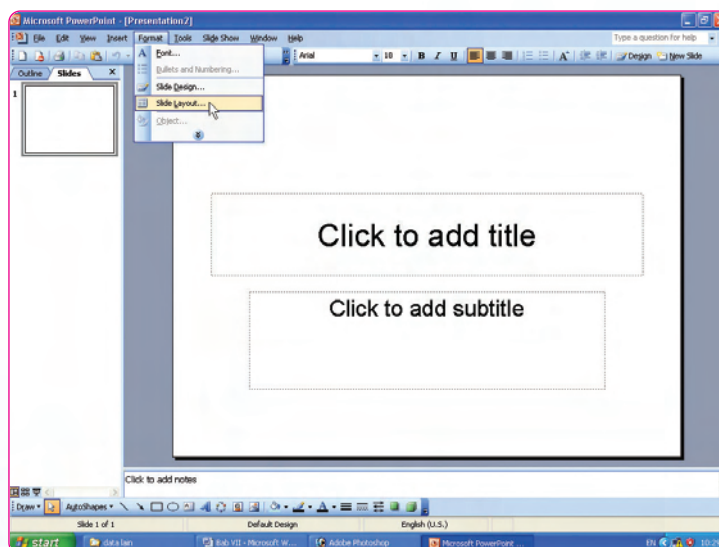 Microsoft PowerPoint - [Presentation2]
File Edit View Insert Format Tools Slide Show Window Help
Type a question for help
Arial 10 B I U A Design New Slide
Outline Slides x
Font...
Bullets and Numbering...
Slide Design...
Slide Layout...
Object...
1
Click to add title
Click to add subtitle
Click to add notes
Draw AutoShapes A
Slide 1 of 1 Default Design English (U.S.)
start data lain Bab VII - Microsoft W... Adobe Photoshop Microsoft PowerPoint ... EN